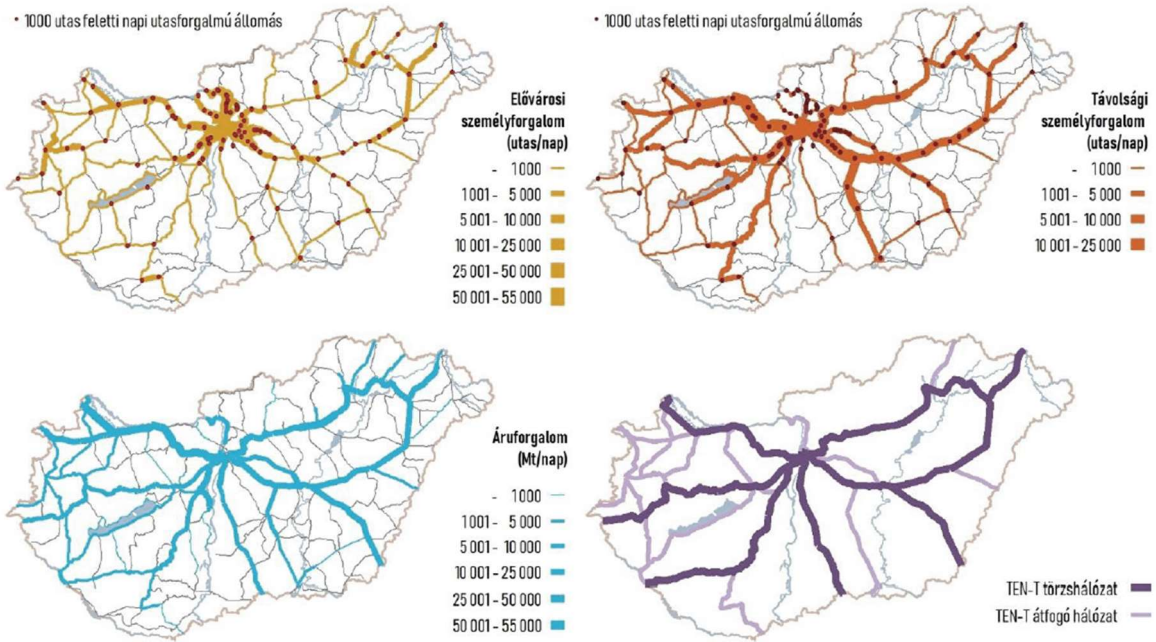 1000 utas feletti napi utasforgalmú állomás
Elővárosi
személyforgalom
(utas/nap)
- 1000
1001 - 5 000
5 001 - 10 000
10 001 - 25 000
25 001 - 50 000
50 001 - 55 000
1000 utas feletti napi utasforgalmú állomás
Távolsági
személyforgalom
(utas/nap)
- 1000
1001 - 5 000
5 001 - 10 000
10 001 - 25 000
Áruforgalom
(Mt/nap)
- 1000
1 001 - 5 000
5 001 - 10 000
10 001 - 25 000
25 001 - 50 000
50 001 - 55 000
TEN-T törzshálózat
TEN-T átfogó hálózat